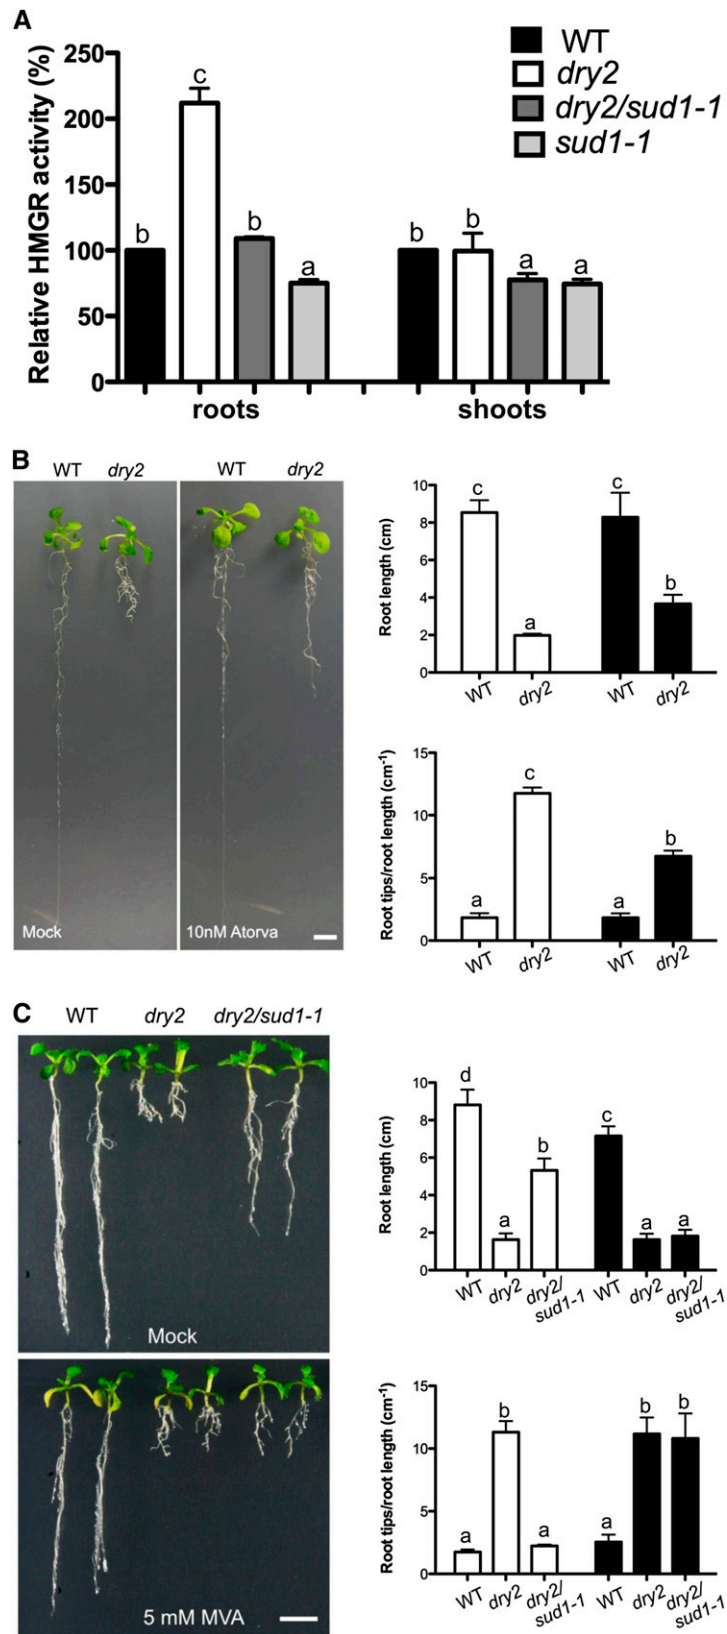 A
WT
dry2
dry2/sud1-1
sud1-1
Relative HMGR activity (%)
250
200
150
100
50
0
b
c
b
a
b
b
a
a
roots
shoots
B
WT dry2
WT dry2
Mock
10nM Atorva
Root length (cm)
10
8
6
4
2
0
c
a
c
b
WT
dry2
WT
dry2
Root tips/root length (cm-1)
15
10
5
0
a
c
a
b
WT
dry2
WT
dry2
C
WT dry2 dry2/sud1-1
Mock
5 mM MVA
Root length (cm)
10
8
6
4
2
0
d
a
b
c
a
a
WT
dry2
dry2/
sud1-1
WT
dry2
dry2/
sud1-1
Root tips/root length (cm-1)
15
10
5
0
a
b
a
a
b
b
WT
dry2
dry2/
sud1-1
WT
dry2
dry2/
sud1-1